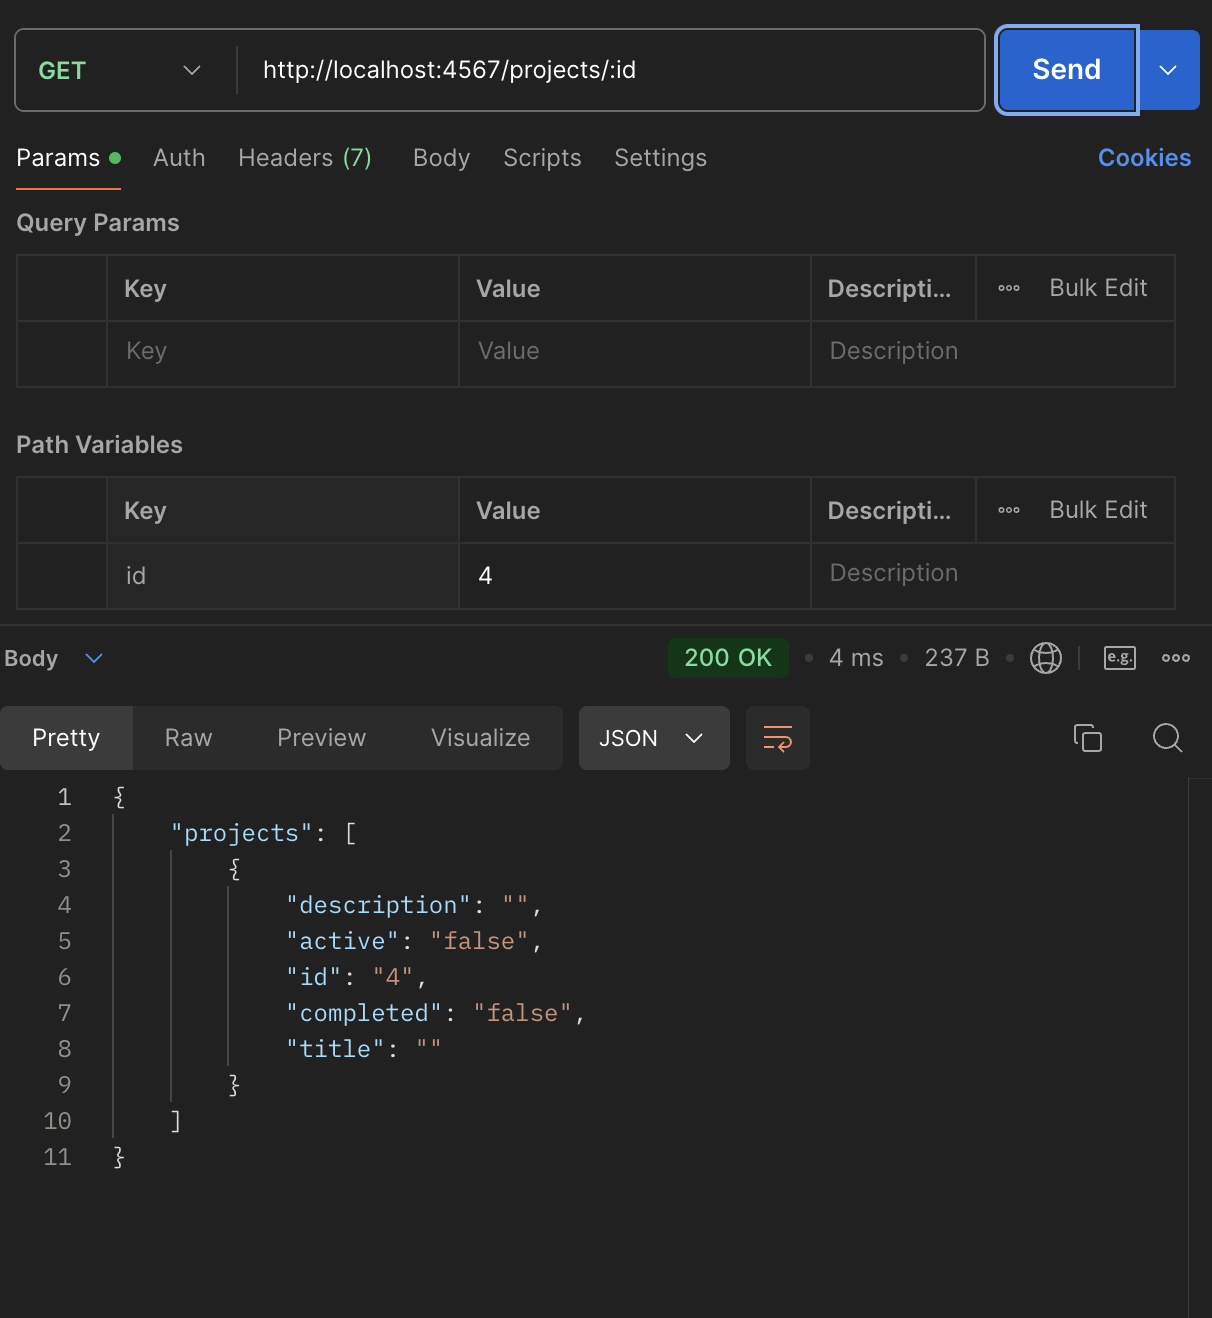 GET http://localhost:4567/projects/:id Send
Params Auth Headers (7) Body Scripts Settings Cookies
Query Params
Key Value Descripti... Bulk Edit
Key Value Description
Path Variables
Key Value Descripti... Bulk Edit
id 4 Description
Body 200 OK • 4 ms • 237 B • e.g.
Pretty Raw Preview Visualize JSON
1 {
2 "projects": [
3 {
4 "description": "",
5 "active": "false",
6 "id": "4",
7 "completed": "false",
8 "title": ""
9 }
10 ]
11 }